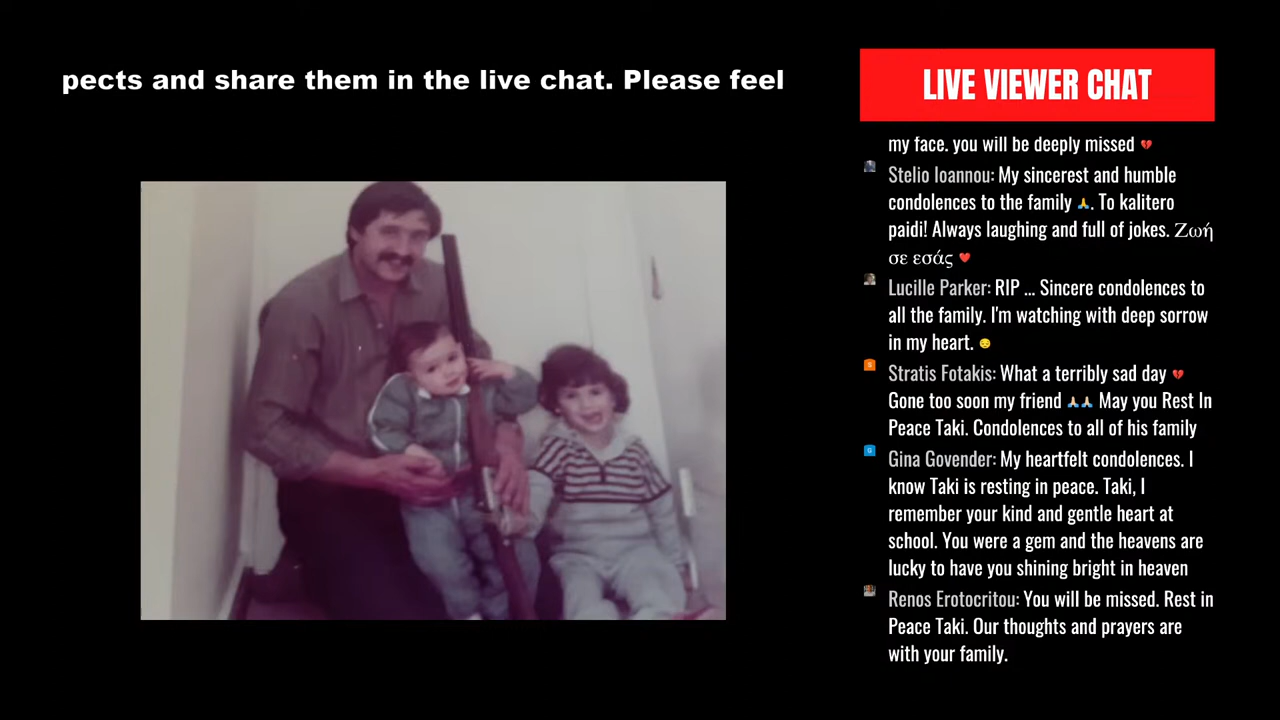 pects and share them in the live chat. Please feel
LIVE VIEWER CHAT
my face. you will be deeply missed 💔
Stelio Ioannou: My sincerest and humble
condolences to the family 🙏. To kalitero
paidi! Always laughing and full of jokes. Ζωή
σε εσάς ❤️
Lucille Parker: RIP ... Sincere condolences to
all the family. I'm watching with deep sorrow
in my heart. 😔
Stratis Fotakis: What a terribly sad day 💔
Gone too soon my friend 🙏🙏 May you Rest In
Peace Taki. Condolences to all of his family
Gina Govender: My heartfelt condolences. I
know Taki is resting in peace. Taki, I
remember your kind and gentle heart at
school. You were a gem and the heavens are
lucky to have you shining bright in heaven
Renos Erotocritou: You will be missed. Rest in
Peace Taki. Our thoughts and prayers are
with your family.